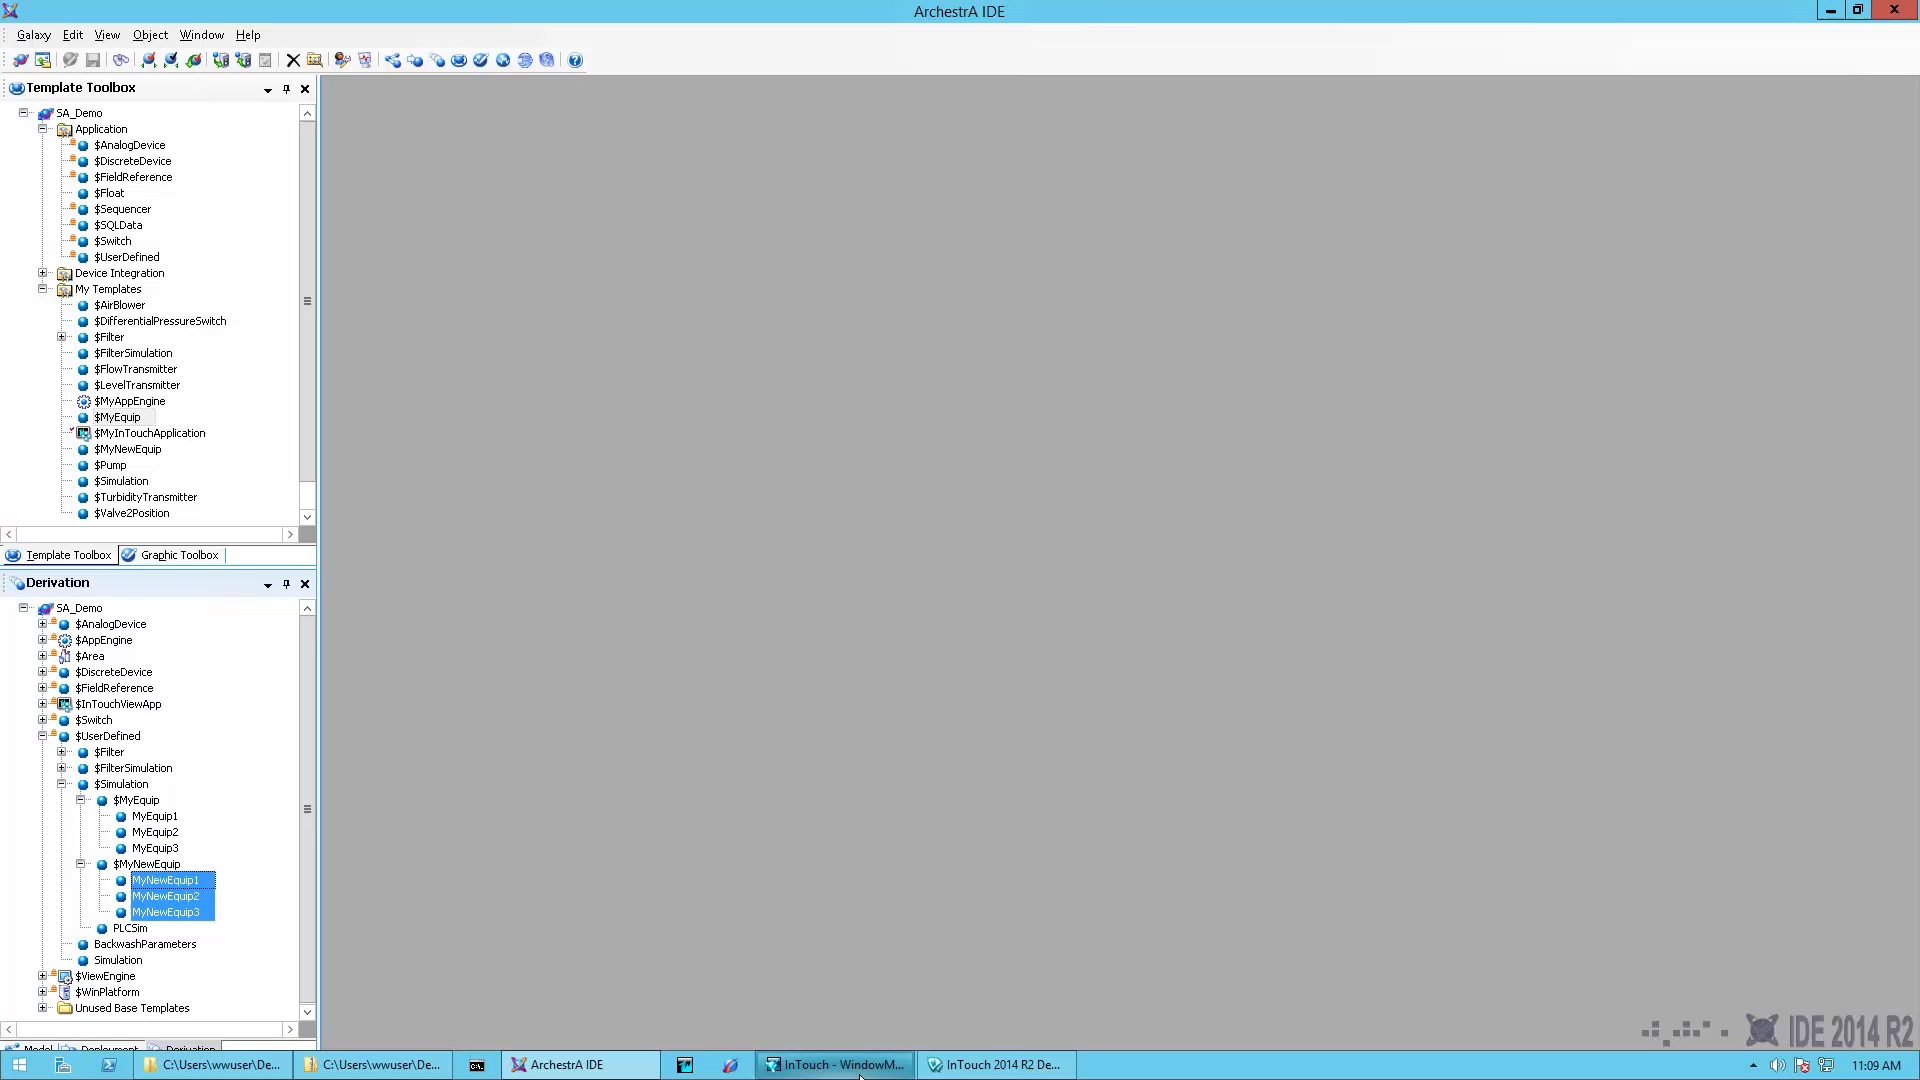 ArchestrA IDE
Galaxy Edit View Object Window Help
Template Toolbox
SA_Demo
Application
$AnalogDevice
$DiscreteDevice
$FieldReference
$Float
$Sequencer
$SQLData
$Switch
$UserDefined
Device Integration
My Templates
$AirBlower
$DifferentialPressureSwitch
$Filter
$FilterSimulation
$FlowTransmitter
$LevelTransmitter
$MyAppEngine
$MyEquip
$MyInTouchApplication
$MyNewEquip
$Pump
$Simulation
$TurbidityTransmitter
$Valve2Position
Template Toolbox Graphic Toolbox
Derivation
SA_Demo
$AnalogDevice
$AppEngine
$Area
$DiscreteDevice
$FieldReference
$InTouchViewApp
$Switch
$UserDefined
$Filter
$FilterSimulation
$Simulation
$MyEquip
MyEquip1
MyEquip2
MyEquip3
$MyNewEquip
MyNewEquip1
MyNewEquip2
MyNewEquip3
PLCSim
BackwashParameters
Simulation
$ViewEngine
$WinPlatform
Unused Base Templates
IDE 2014 R2
Model Deployment Derivation
C:\Users\wwuser\De... C:\Users\wwuser\De... ArchestrA IDE InTouch - WindowM... InTouch 2014 R2 De... 11:09 AM